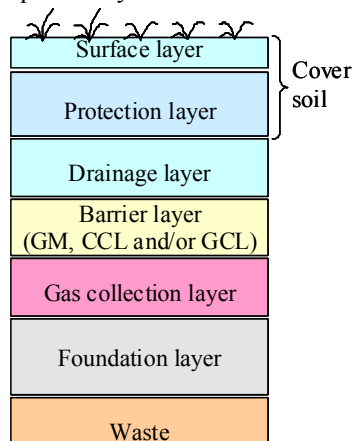 Surface layer
Cover
soil
Protection layer
Drainage layer
Barrier layer
(GM, CCL and/or GCL)
Gas collection layer
Foundation layer
Waste